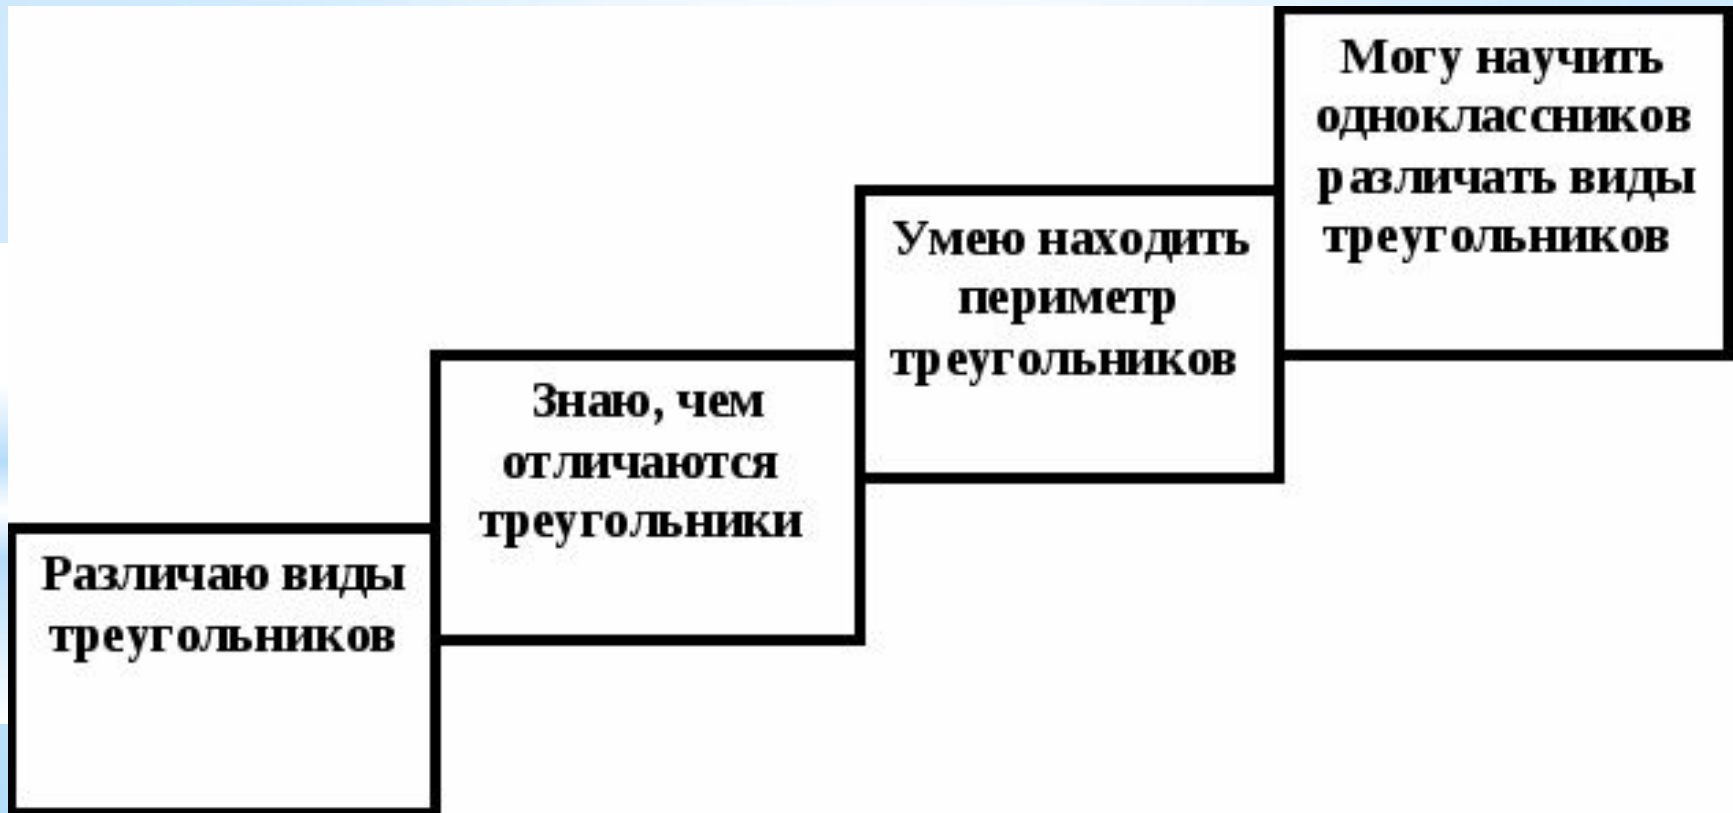 Различаю виды
треугольников
Знаю, чем
отличаются
треугольники
Умею находить
периметр
треугольников
Могу научить
одноклассников
различать виды
треугольников